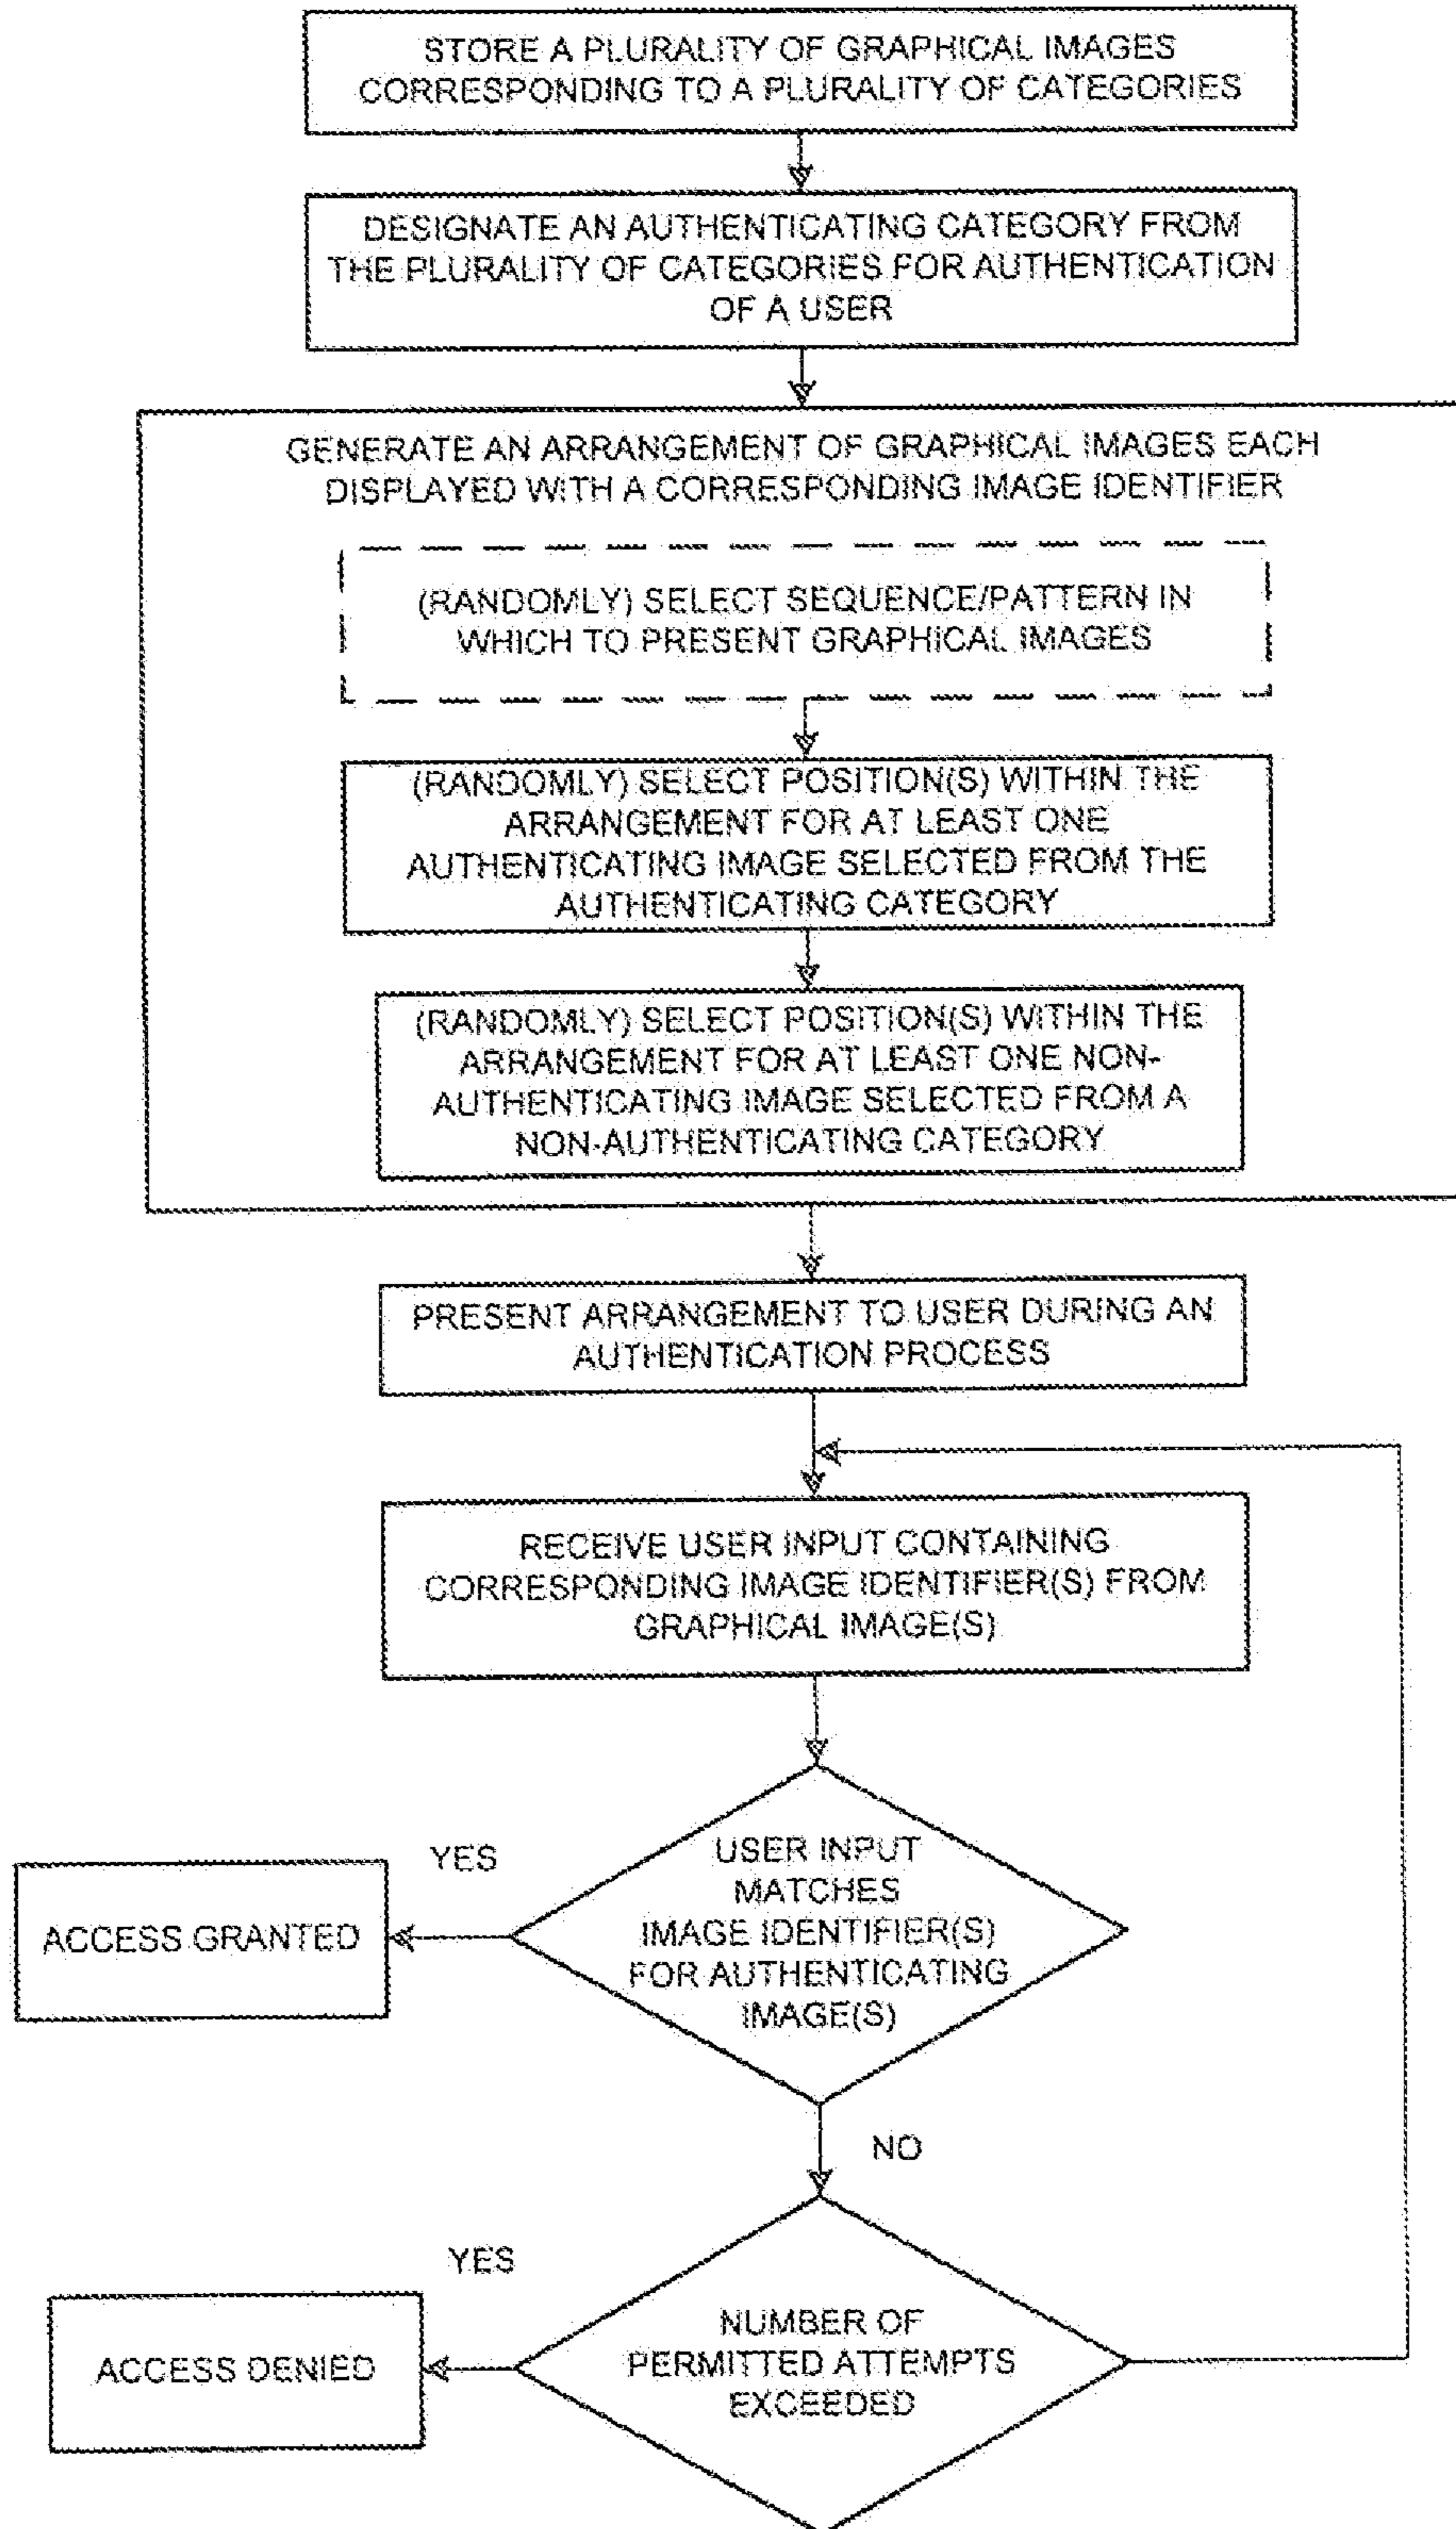 STORE A PLURALITY OF GRAPHICAL IMAGES
CORRESPONDING TO A PLURALITY OF CATEGORIES
DESIGNATE AN AUTHENTICATING CATEGORY FROM
THE PLURALITY OF CATEGORIES FOR AUTHENTICATION
OF A USER
GENERATE AN ARRANGEMENT OF GRAPHICAL IMAGES EACH
DISPLAYED WITH A CORRESPONDING IMAGE IDENTIFIER
(RANDOMLY) SELECT SEQUENCE/PATTERN IN
WHICH TO PRESENT GRAPHICAL IMAGES
(RANDOMLY) SELECT POSITION(S) WITHIN THE
ARRANGEMENT FOR AT LEAST ONE
AUTHENTICATING IMAGE SELECTED FROM THE
AUTHENTICATING CATEGORY
(RANDOMLY) SELECT POSITION(S) WITHIN THE
ARRANGEMENT FOR AT LEAST ONE NON-
AUTHENTICATING IMAGE SELECTED FROM A
NON-AUTHENTICATING CATEGORY
PRESENT ARRANGEMENT TO USER DURING AN
AUTHENTICATION PROCESS
RECEIVE USER INPUT CONTAINING
CORRESPONDING IMAGE IDENTIFIER(S) FROM
GRAPHICAL IMAGE(S)
YES
USER INPUT
MATCHES
IMAGE IDENTIFIER(S)
FOR AUTHENTICATING
IMAGE(S)
ACCESS GRANTED
NO
YES
NUMBER OF
PERMITTED ATTEMPTS
EXCEEDED
ACCESS DENIED